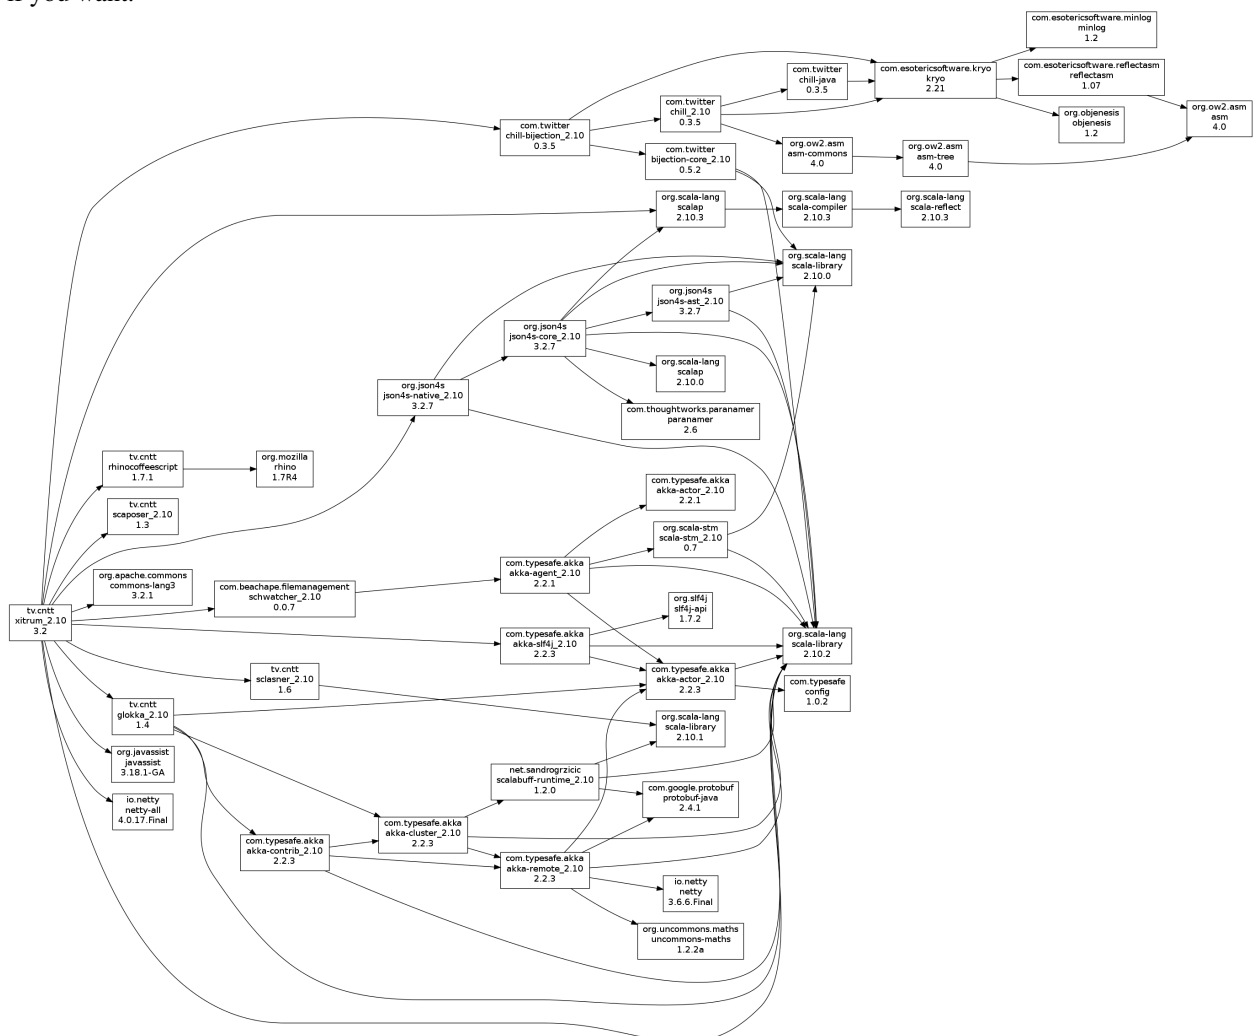 com.esotericsoftware.minlog
minlog
1.2
com.twitter
chill-java
0.3.5
com.esotericsoftware.kryo
kryo
2.21
com.esotericsoftware.reflectasm
reflectasm
1.07
com.twitter
chill_2.10
0.3.5
org.objenesis
objenesis
1.2
org.ow2.asm
asm
4.0
com.twitter
chill-bijection_2.10
0.3.5
com.twitter
bijection-core_2.10
0.5.2
org.ow2.asm
asm-commons
4.0
org.ow2.asm
asm-tree
4.0
org.scala-lang
scalap
2.10.3
org.scala-lang
scala-compiler
2.10.3
org.scala-lang
scala-reflect
2.10.3
org.scala-lang
scala-library
2.10.0
org.json4s
json4s-ast_2.10
3.2.7
org.json4s
json4s-core_2.10
3.2.7
org.scala-lang
scalap
2.10.0
org.json4s
json4s-native_2.10
3.2.7
com.thoughtworks.paranamer
paranamer
2.6
tv.cntt
rhinocoffeescript
1.7.1
org.mozilla
rhino
1.7R4
com.typesafe.akka
akka-actor_2.10
2.2.1
tv.cntt
scaposer_2.10
1.3
org.scala-stm
scala-stm_2.10
0.7
com.typesafe.akka
akka-agent_2.10
2.2.1
org.apache.commons
commons-lang3
3.2.1
com.beachape.filemanagement
schwatcher_2.10
0.0.7
org.slf4j
slf4j-api
1.7.2
tv.cntt
xitrum_2.10
3.2
com.typesafe.akka
akka-slf4j_2.10
2.2.3
org.scala-lang
scala-library
2.10.2
tv.cntt
sclasner_2.10
1.6
com.typesafe.akka
akka-actor_2.10
2.2.3
com.typesafe
config
1.0.2
tv.cntt
glokka_2.10
1.4
org.scala-lang
scala-library
2.10.1
org.javassist
javassist
3.18.1-GA
net.sandrogrzicic
scalabuff-runtime_2.10
1.2.0
com.google.protobuf
protobuf-java
2.4.1
io.netty
netty-all
4.0.17.Final
com.typesafe.akka
akka-cluster_2.10
2.2.3
com.typesafe.akka
akka-contrib_2.10
2.2.3
com.typesafe.akka
akka-remote_2.10
2.2.3
io.netty
netty
3.6.6.Final
org.uncommons.maths
uncommons-maths
1.2.2a